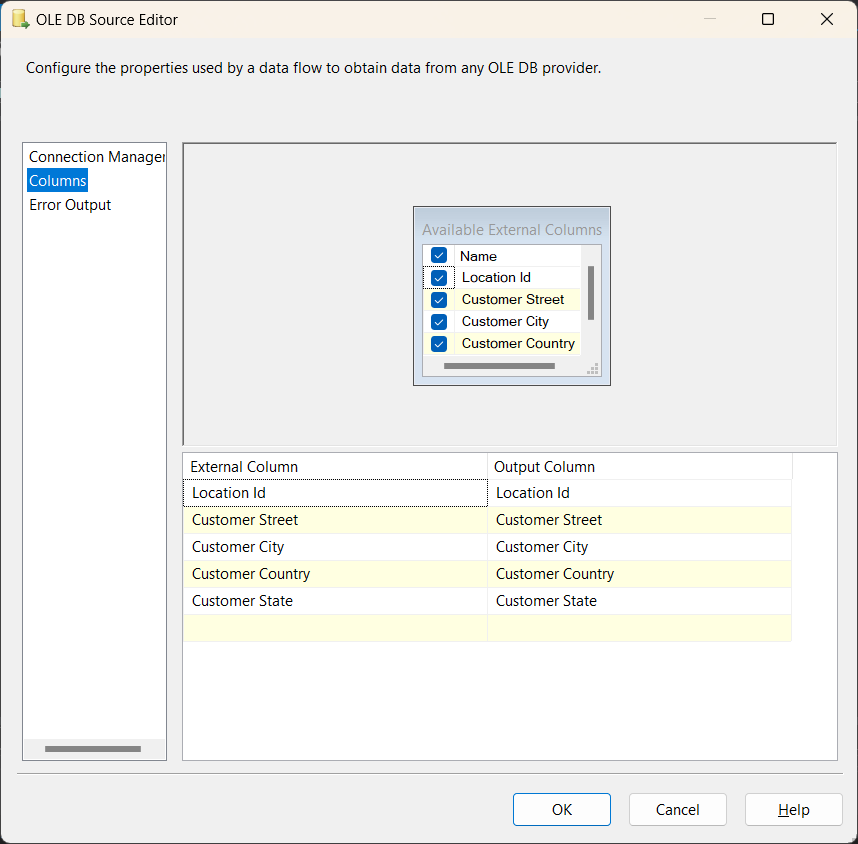 OLE DB Source Editor
Configure the properties used by a data flow to obtain data from any OLE DB provider.
Connection Manager
Columns
Error Output
Available External Columns
Name
Location Id
Customer Street
Customer City
Customer Country
External Column Output Column
Location Id Location Id
Customer Street Customer Street
Customer City Customer City
Customer Country Customer Country
Customer State Customer State
OK Cancel Help